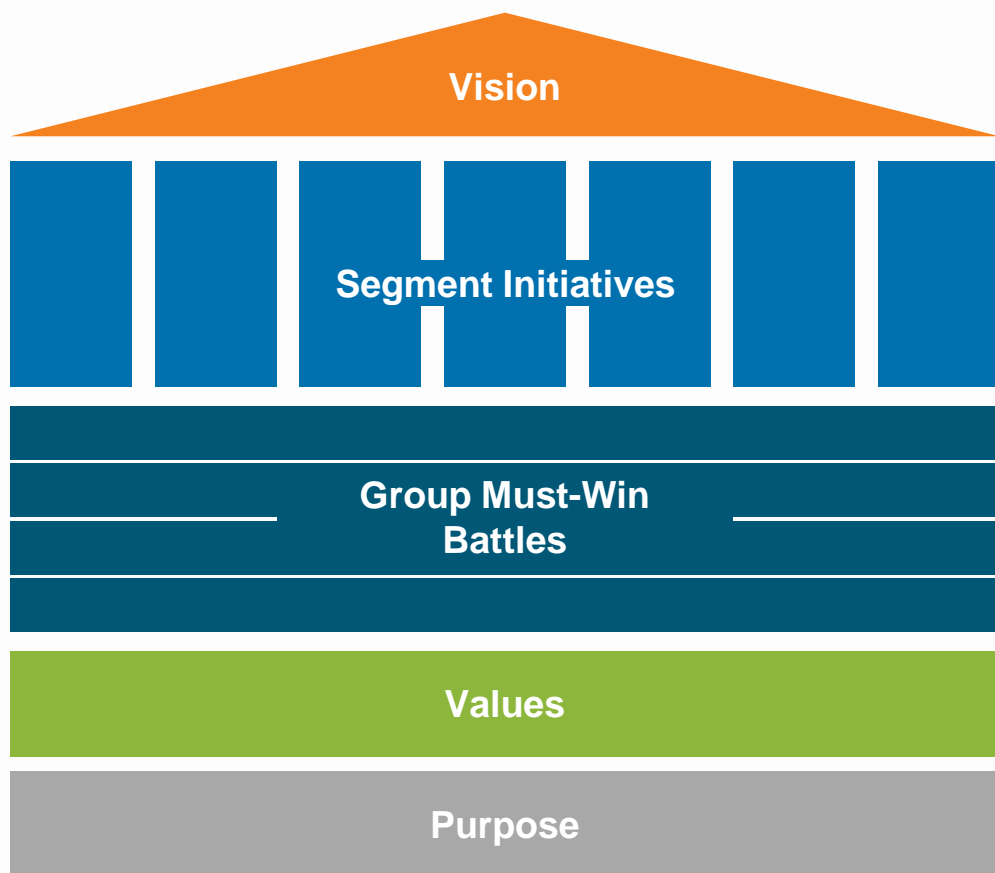 Vision
Segment Initiatives
Group Must-Win
Battles
Values
Purpose